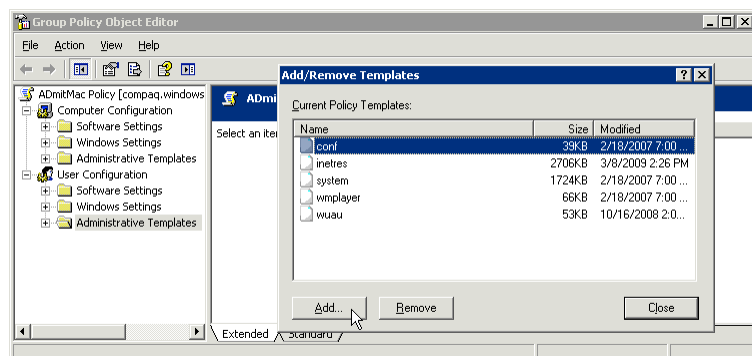 Group Policy Object Editor
File Action View Help
Add/Remove Templates
ADmitMac Policy [compaq.windows
Computer Configuration
Software Settings
Windows Settings
Administrative Templates
User Configuration
Software Settings
Windows Settings
Administrative Templates
ADmi
Select an ite
Current Policy Templates:
Name Size Modified
conf 39KB 2/18/2007 7:00 ...
inetres 2706KB 3/8/2009 2:26 PM
system 1724KB 2/18/2007 7:00 ...
wmplayer 66KB 2/18/2007 7:00 ...
wuau 53KB 10/16/2008 2:0...
Add... Remove Close
Extended Standard